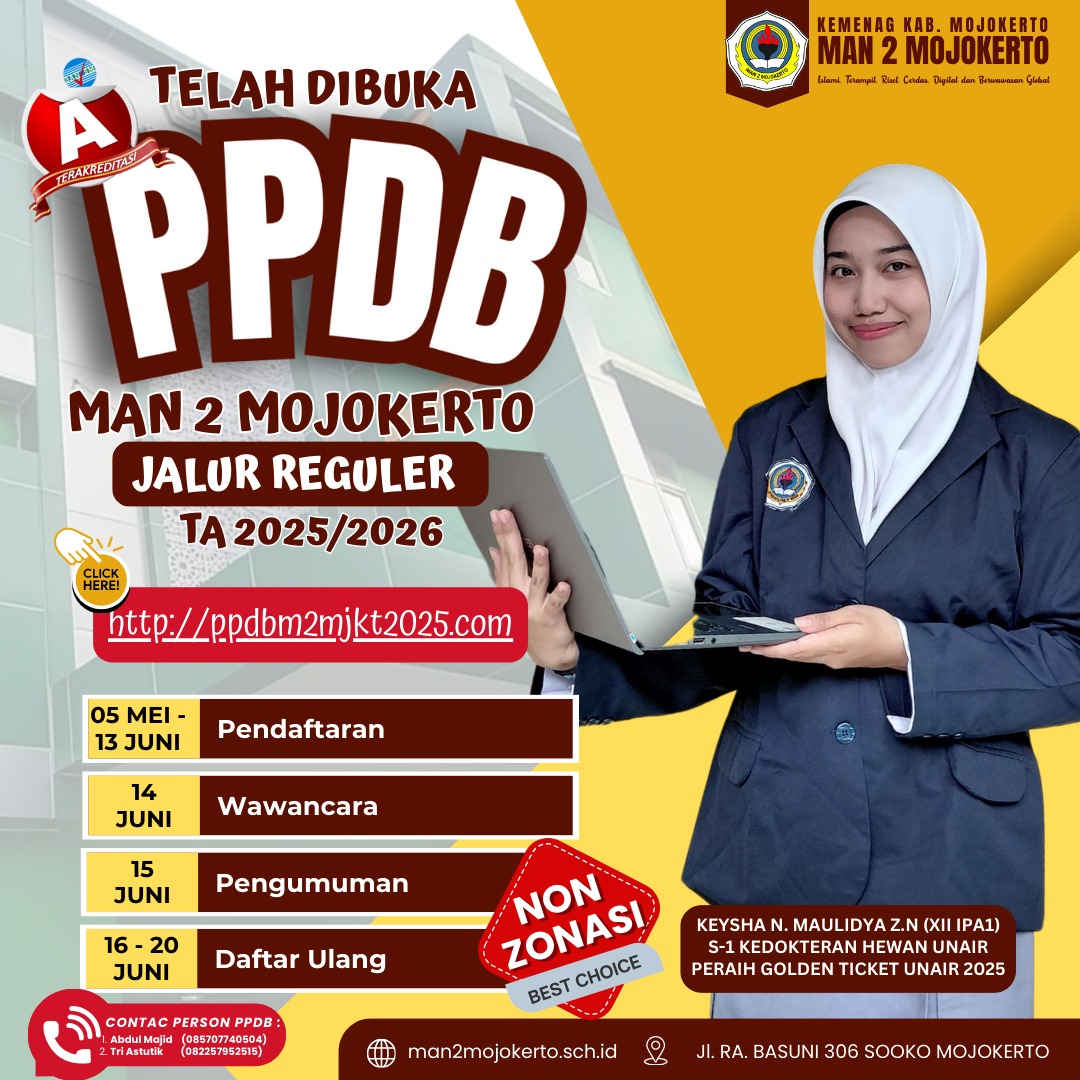 KEMENAG KAB. MOJOKERTO
MAN 2 MOJOKERTO
Islami, Terampil, Riset, Cerdas, Digital dan Berwawasan Global
MAN 2 MOJOKERTO
A
TERAKREDITASI
TELAH DIBUKA
PPDB
MAN 2 MOJOKERTO
JALUR REGULER
TA 2025/2026
CLICK
HERE!
http://ppdbm2mjkt2025.com
05 MEI -
13 JUNI
Pendaftaran
14
JUNI
Wawancara
15
JUNI
Pengumuman
16 - 20
JUNI
Daftar Ulang
NON
ZONASI
BEST CHOICE
KEYSHA N. MAULIDYA Z.N (XII IPA1)
S-1 KEDOKTERAN HEWAN UNAIR
PERAIH GOLDEN TICKET UNAIR 2025
CONTAC PERSON PPDB :
1. Abdul Majid (085707740504)
2. Tri Astutik (082257952515)
man2mojokerto.sch.id
Jl. RA. BASUNI 306 SOOKO MOJOKERTO